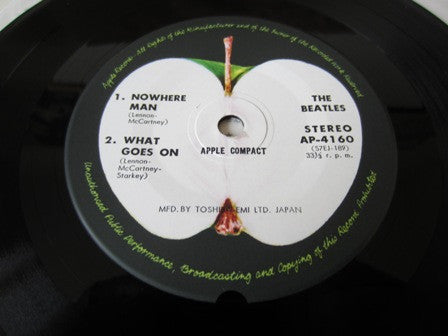 Apple Records · All Rights of the Manufacturer and of the Owner of the Recorded Work Reserved
1. NOWHERE
MAN
(Lennon-
McCartney)
2. WHAT
GOES ON
(Lennon-
McCartney-
Starkey)
APPLE COMPACT
THE
BEATLES
STEREO
AP-4160
(S7EJ-189)
33⅓ r. p. m.
MFD. BY TOSHIBA-EMI LTD. JAPAN
Unauthorised Public Performance, Broadcasting and Copying of this Record Prohibited